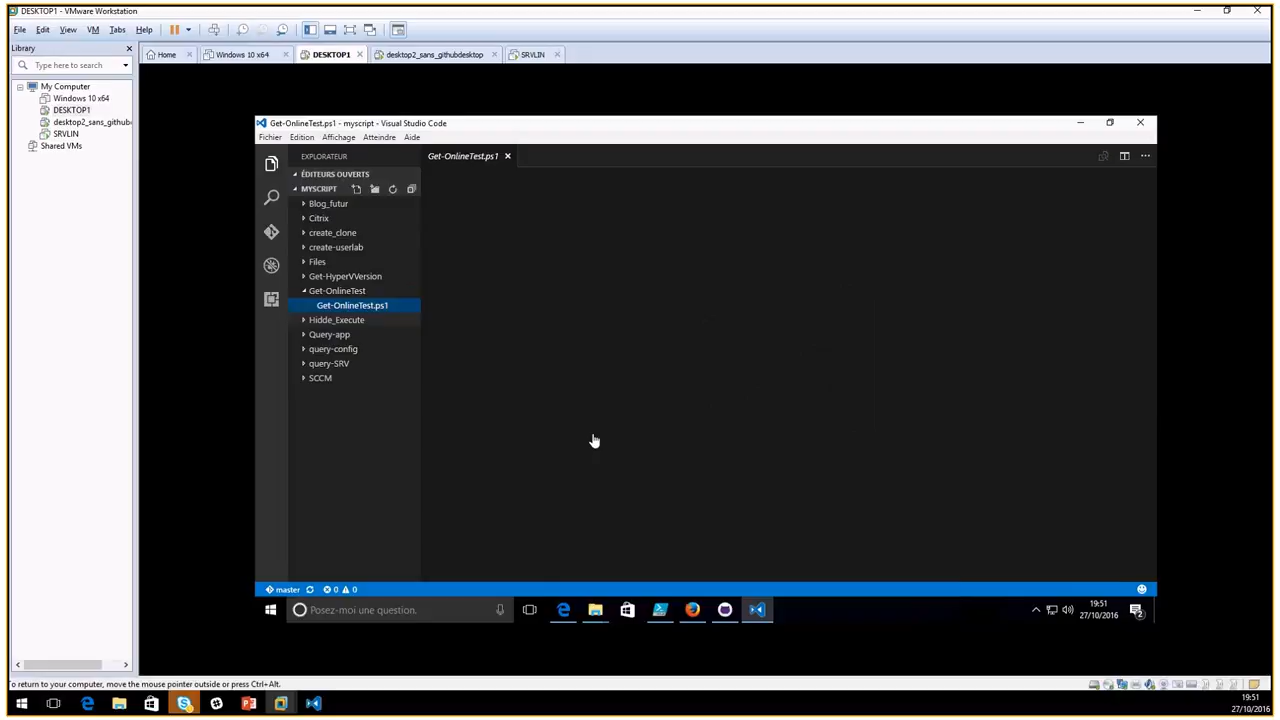 DESKTOP1 - VMware Workstation
File Edit View VM Tabs Help
Library
Type here to search
Home
Windows 10 x64
DESKTOP1
desktop2_sans_githubdesktop
SRVLIN
My Computer
Windows 10 x64
DESKTOP1
desktop2_sans_githubde
SRVLIN
Shared VMs
Get-OnlineTest.ps1 - myscript - Visual Studio Code
Fichier Edition Affichage Atteindre Aide
EXPLORATEUR
Get-OnlineTest.ps1
ÉDITEURS OUVERTS
MYSCRIPT
Blog_futur
Citrix
create_clone
create-userlab
Files
Get-HyperVVersion
Get-OnlineTest
Get-OnlineTest.ps1
Hidde_Execute
Query-app
query-config
query-SRV
SCCM
master 0 0
Posez-moi une question.
19:51
27/10/2016
2
To return to your computer, move the mouse pointer outside or press Ctrl+Alt.
19:51
27/10/2016